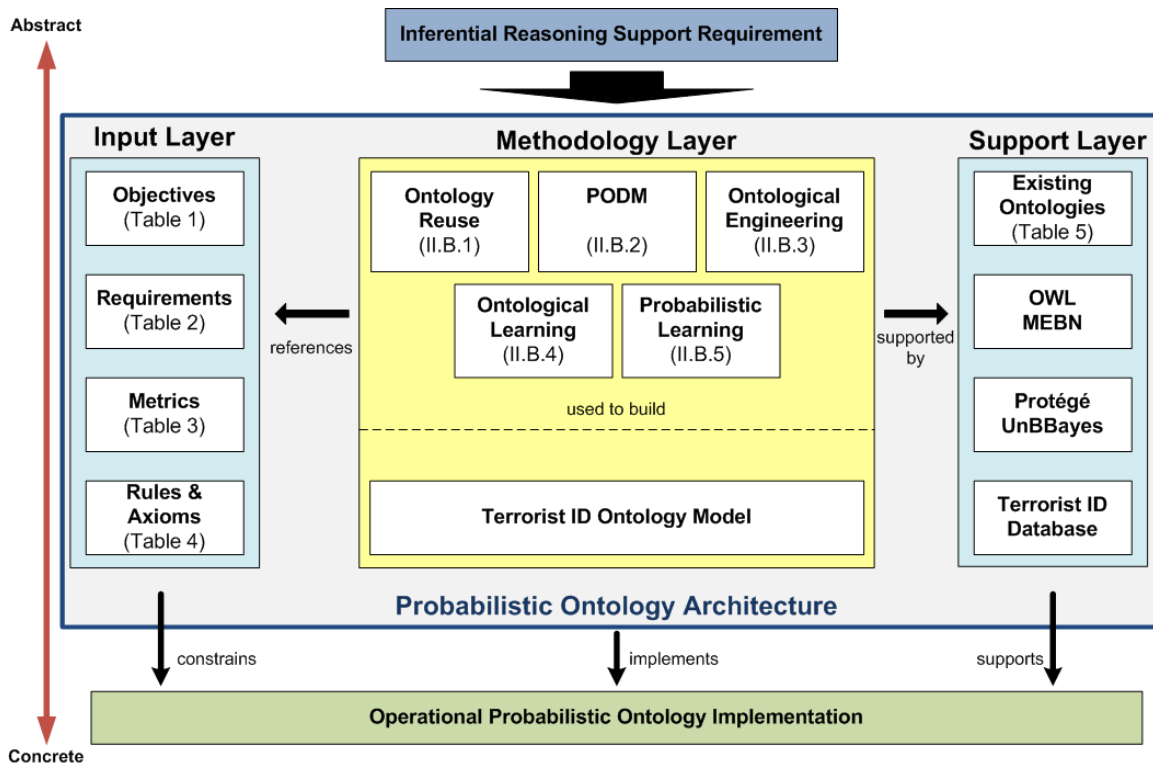 Abstract
Inferential Reasoning Support Requirement
Input Layer
Objectives
(Table 1)
Requirements
(Table 2)
Metrics
(Table 3)
Rules &
Axioms
(Table 4)
references
Methodology Layer
Ontology
Reuse
(II.B.1)
PODM
(II.B.2)
Ontological
Engineering
(II.B.3)
Ontological
Learning
(II.B.4)
Probabilistic
Learning
(II.B.5)
used to build
Terrorist ID Ontology Model
supported
by
Support Layer
Existing
Ontologies
(Table 5)
OWL
MEBN
Protégé
UnBBayes
Terrorist ID
Database
Probabilistic Ontology Architecture
constrains
implements
supports
Operational Probabilistic Ontology Implementation
Concrete